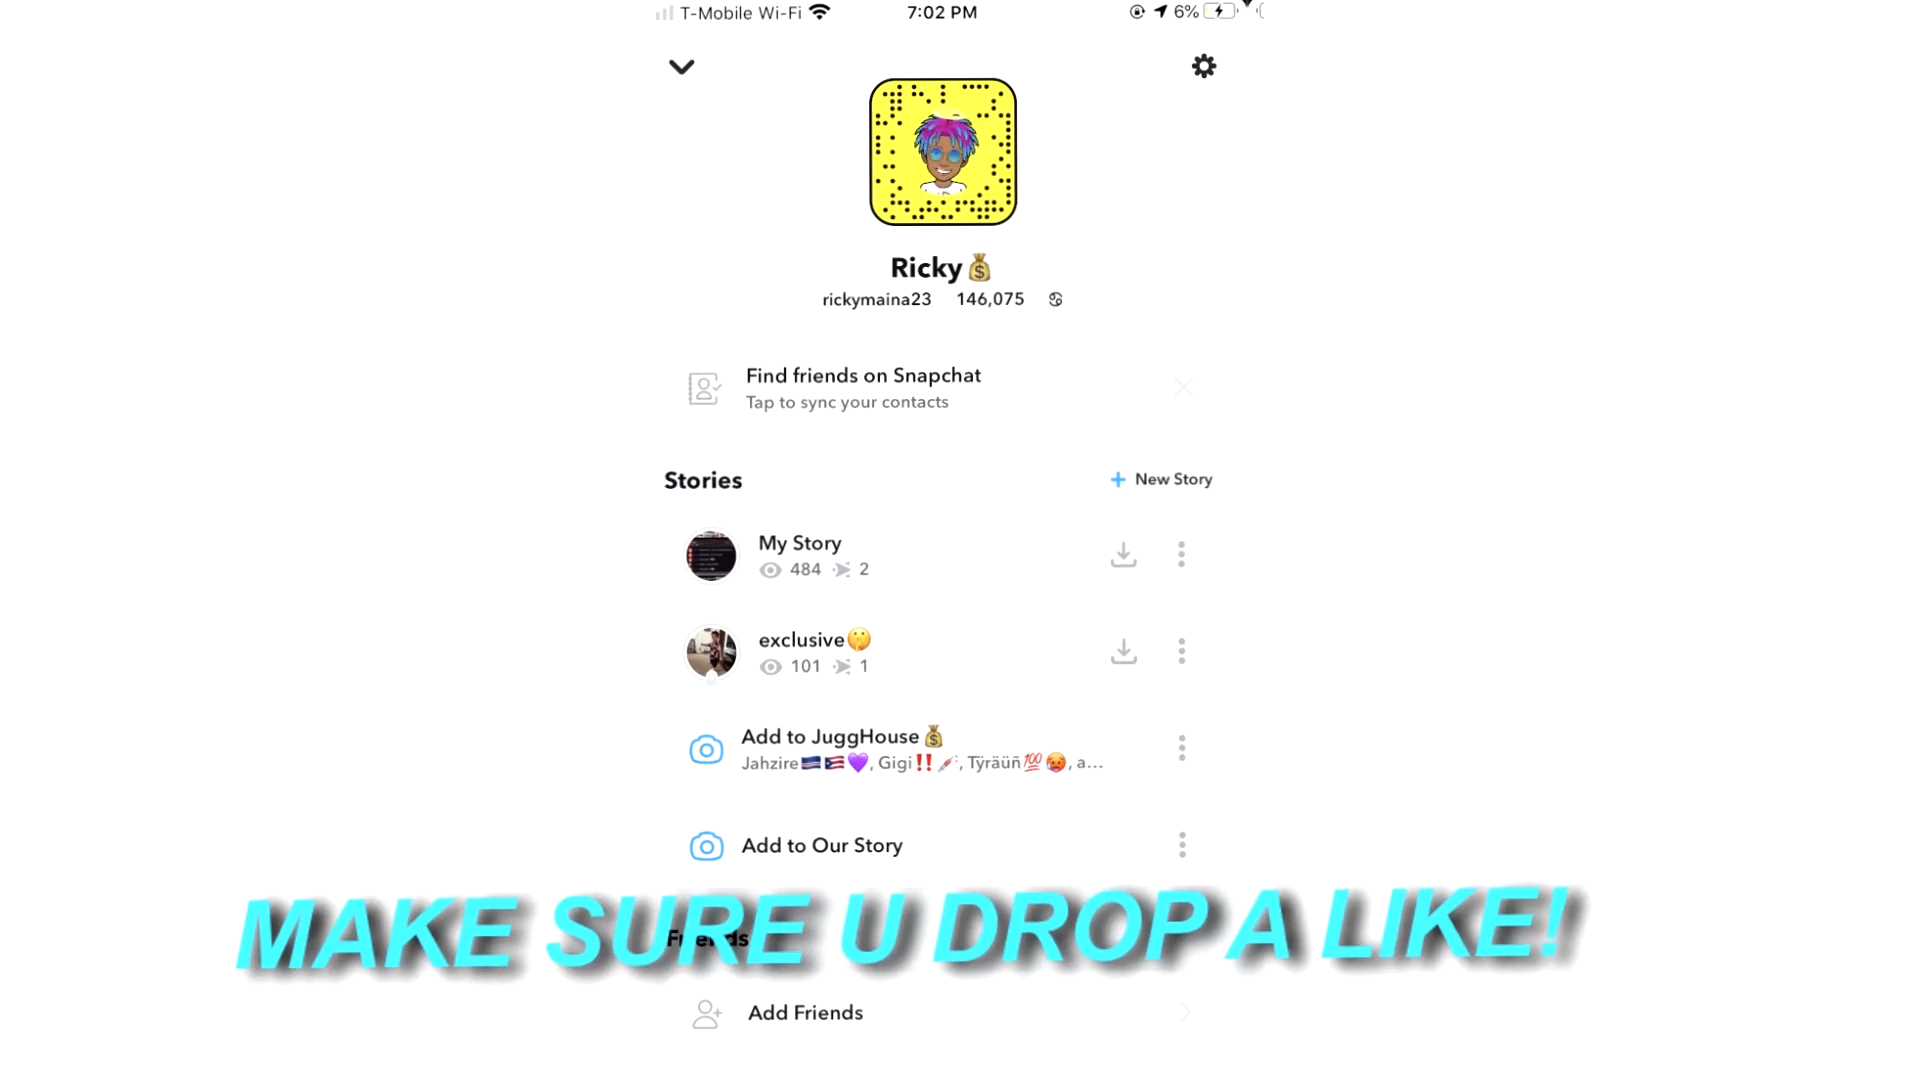 T-Mobile Wi-Fi 7:02 PM 6%
Ricky💰
rickymaina23 146,075 ♋
Find friends on Snapchat
Tap to sync your contacts
Stories + New Story
My Story
484 2
exclusive🤫
101 1
Add to JuggHouse💰
Jahzire🇨🇻🇵🇷💜, Gigi‼️💉, Tÿräüñ💯🥵, a...
Add to Our Story
MAKE SURE U DROP A LIKE!
Friends
Add Friends